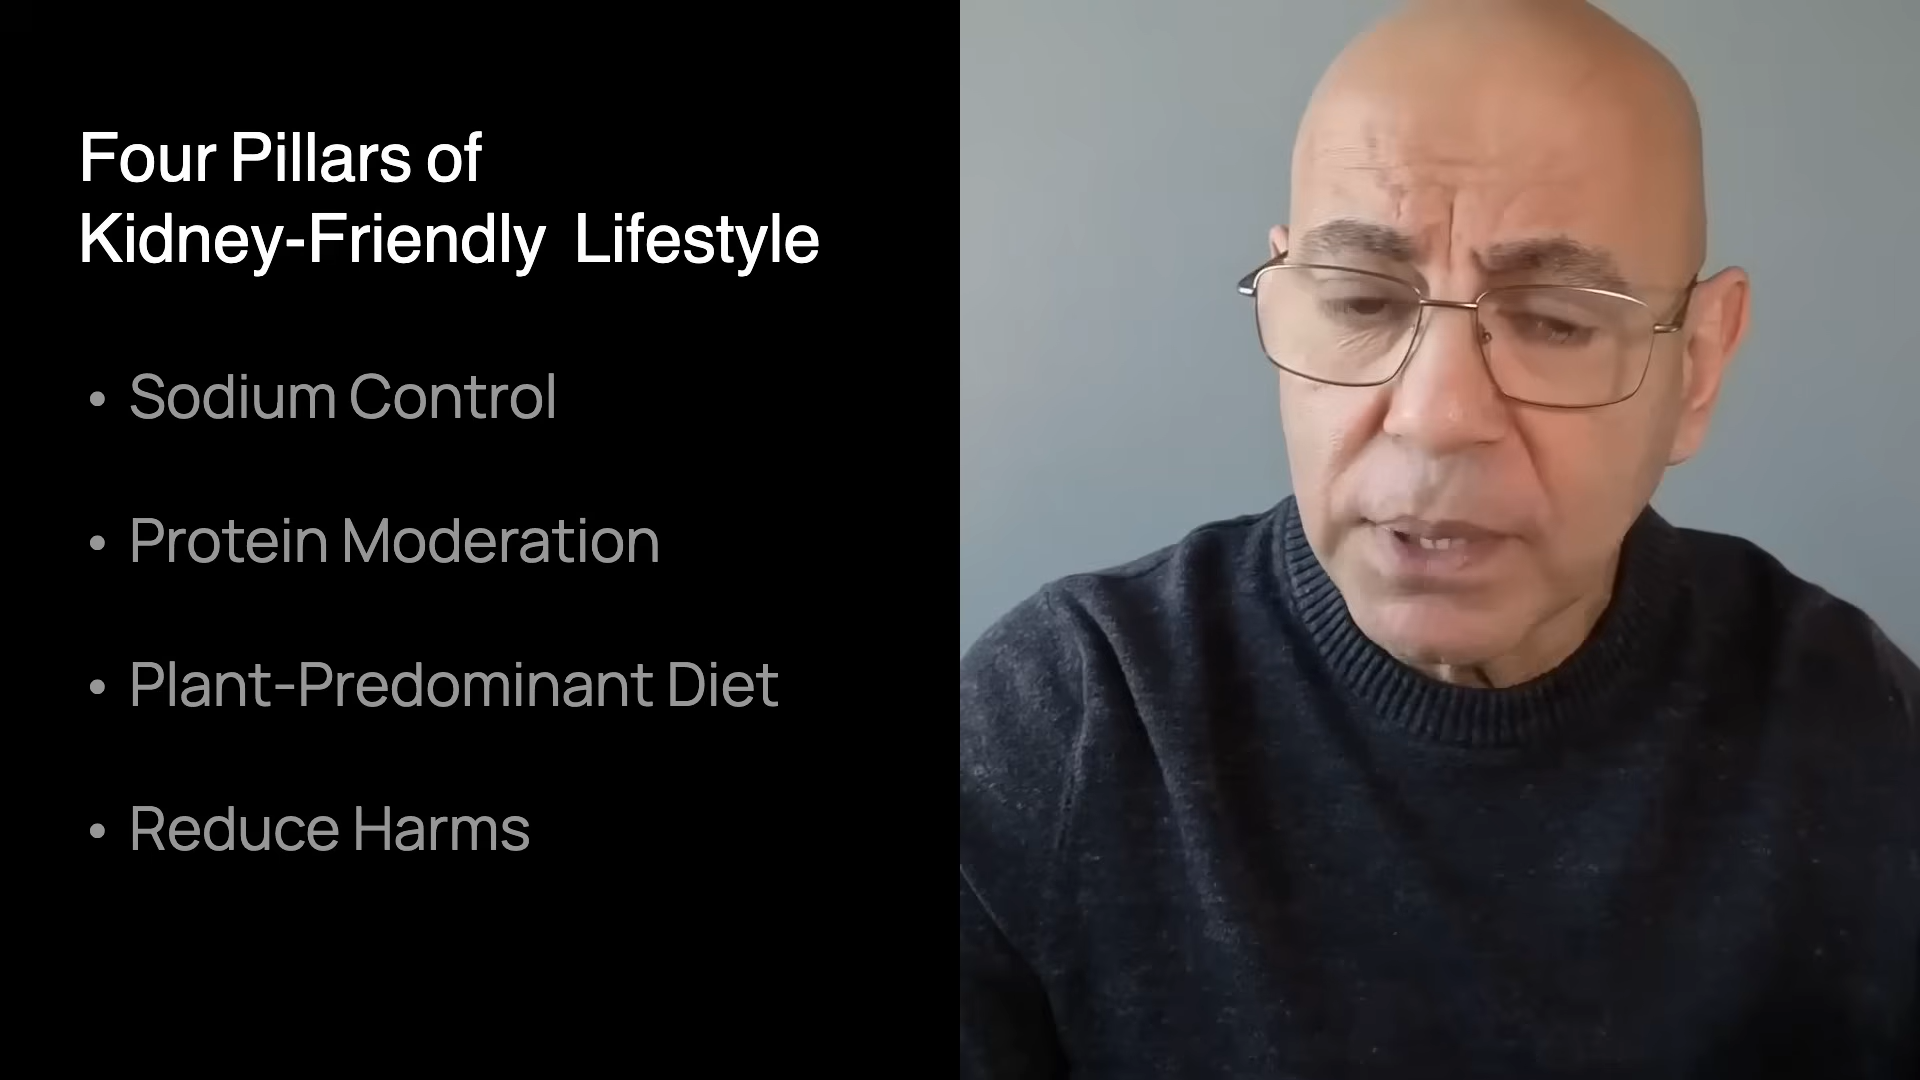 Four Pillars of
Kidney-Friendly Lifestyle
• Sodium Control
• Protein Moderation
• Plant-Predominant Diet
• Reduce Harms